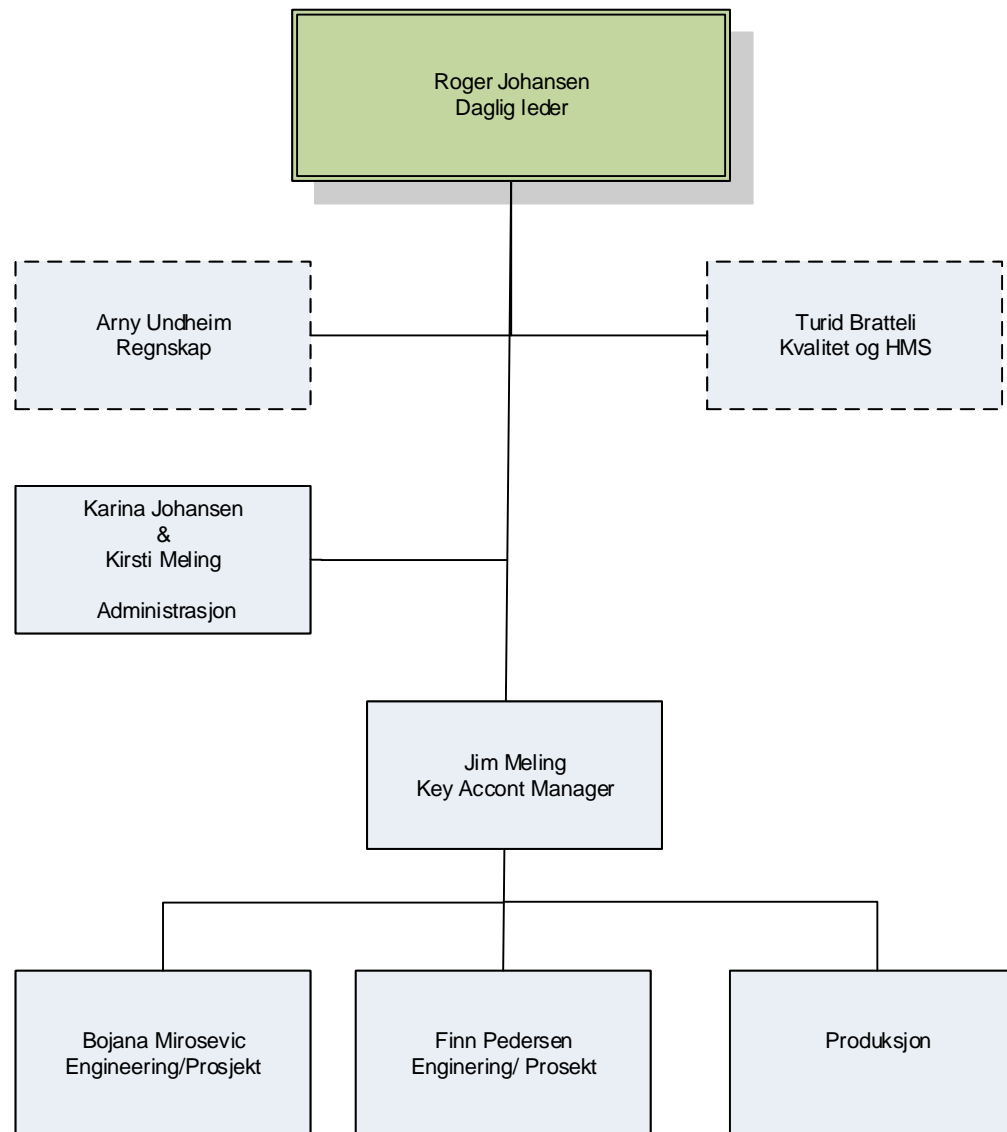 Roger Johansen
Daglig leder
Arny Undheim
Regnskap
Turid Bratteli
Kvalitet og HMS
Karina Johansen
&
Kirsti Meling
Administrasjon
Jim Meling
Key Accont Manager
Bojana Mirosevic
Engineering/Prosjekt
Finn Pedersen
Enginering/ Prosekt
Produksjon